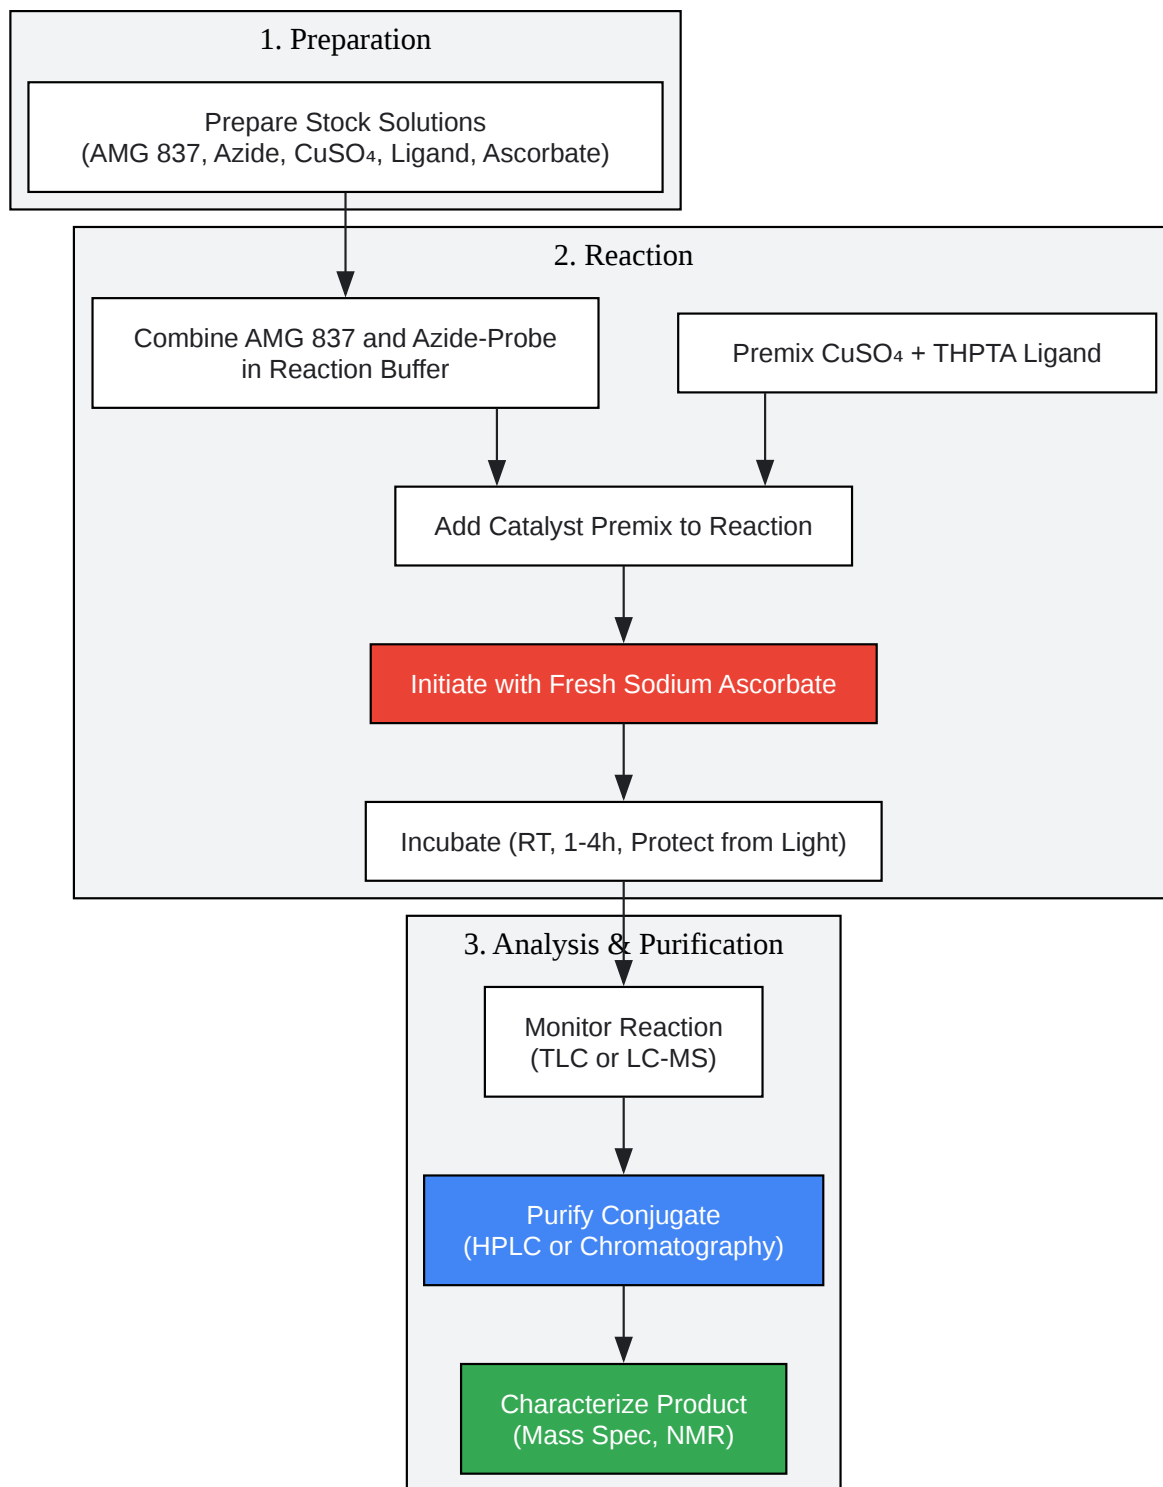 1. Preparation
Prepare Stock Solutions
(AMG 837, Azide, CuSO₄, Ligand, Ascorbate)
2. Reaction
Combine AMG 837 and Azide-Probe
in Reaction Buffer
Premix CuSO₄ + THPTA Ligand
Add Catalyst Premix to Reaction
Initiate with Fresh Sodium Ascorbate
Incubate (RT, 1-4h, Protect from Light)
3. Analysis & Purification
Monitor Reaction
(TLC or LC-MS)
Purify Conjugate
(HPLC or Chromatography)
Characterize Product
(Mass Spec, NMR)